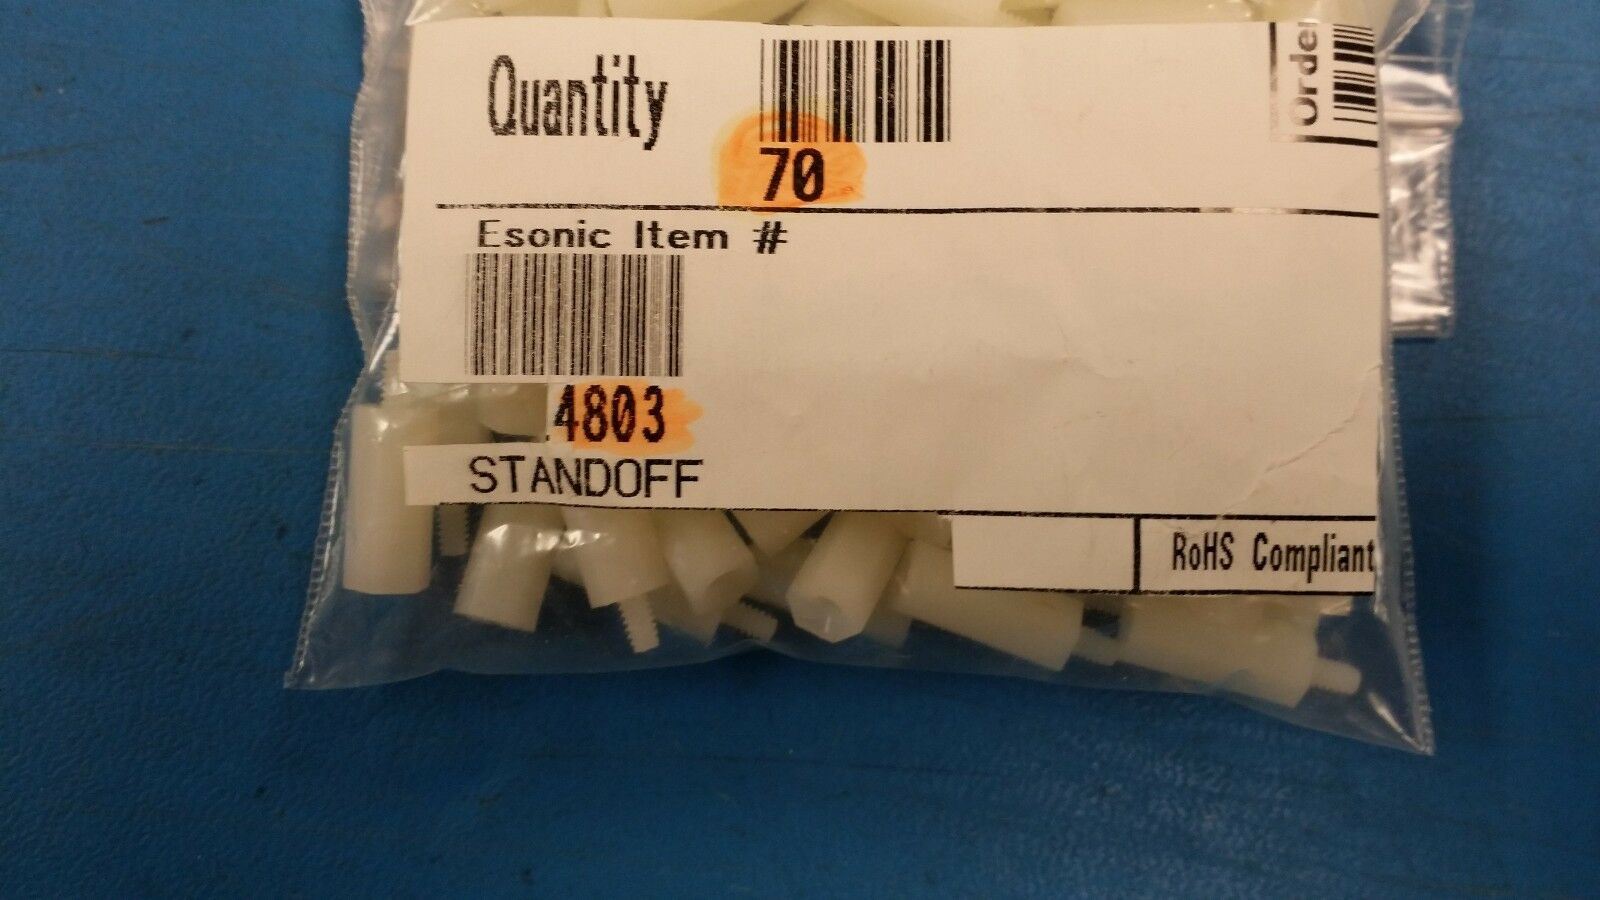 Quantity
70
Orde
Esonic Item #
4803
STANDOFF
RoHS Compliant